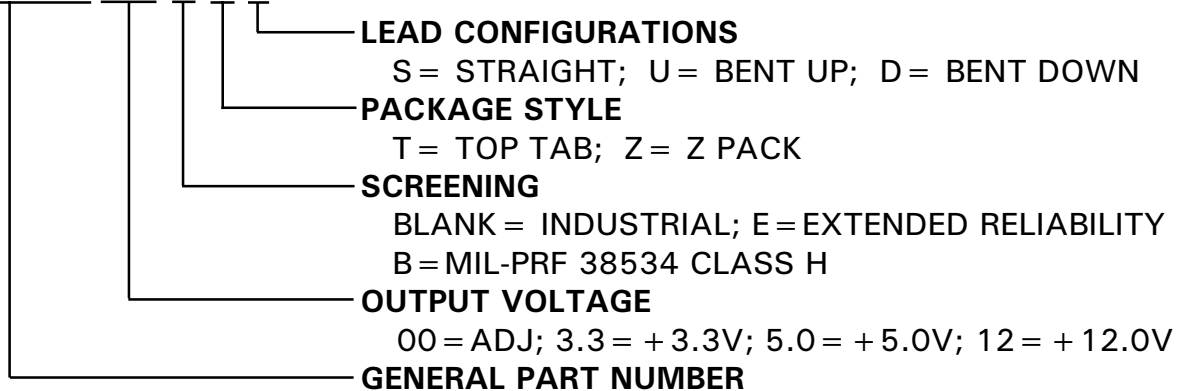 LEAD CONFIGURATIONS
S= STRAIGHT; U= BENT UP; D= BENT DOWN
PACKAGE STYLE
T= TOP TAB; Z= Z PACK
SCREENING
BLANK= INDUSTRIAL; E=EXTENDED RELIABILITY
B=MIL-PRF 38534 CLASS H
OUTPUT VOLTAGE
00=ADJ; 3.3=+3.3V; 5.0=+5.0V; 12=+12.0V
GENERAL PART NUMBER